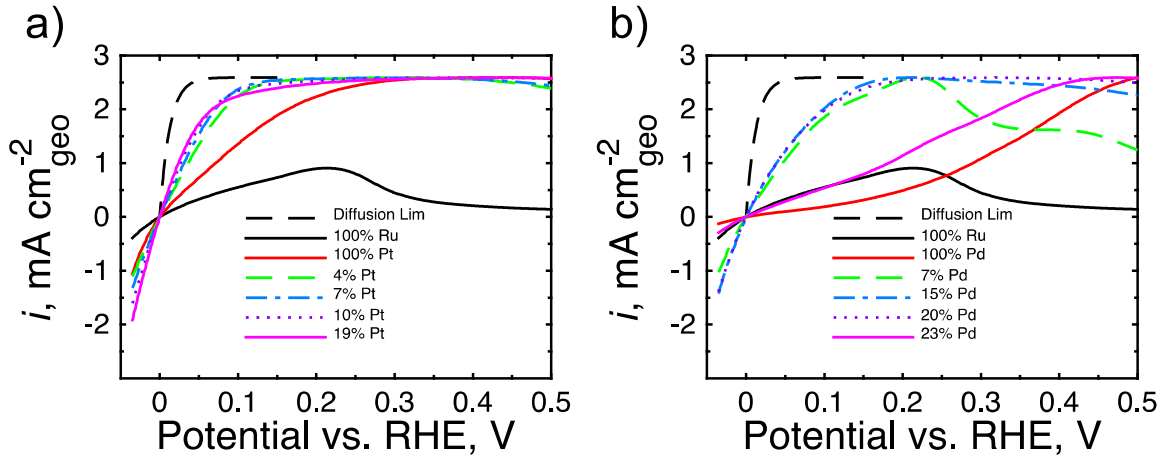 a)
3
2
1
0
-1
-2
i, mA cm-2geo
Diffusion Lim
100% Ru
100% Pt
4% Pt
7% Pt
10% Pt
19% Pt
0 0.1 0.2 0.3 0.4 0.5
Potential vs. RHE, V
b)
3
2
1
0
-1
-2
i, mA cm-2geo
Diffusion Lim
100% Ru
100% Pd
7% Pd
15% Pd
20% Pd
23% Pd
0 0.1 0.2 0.3 0.4 0.5
Potential vs. RHE, V